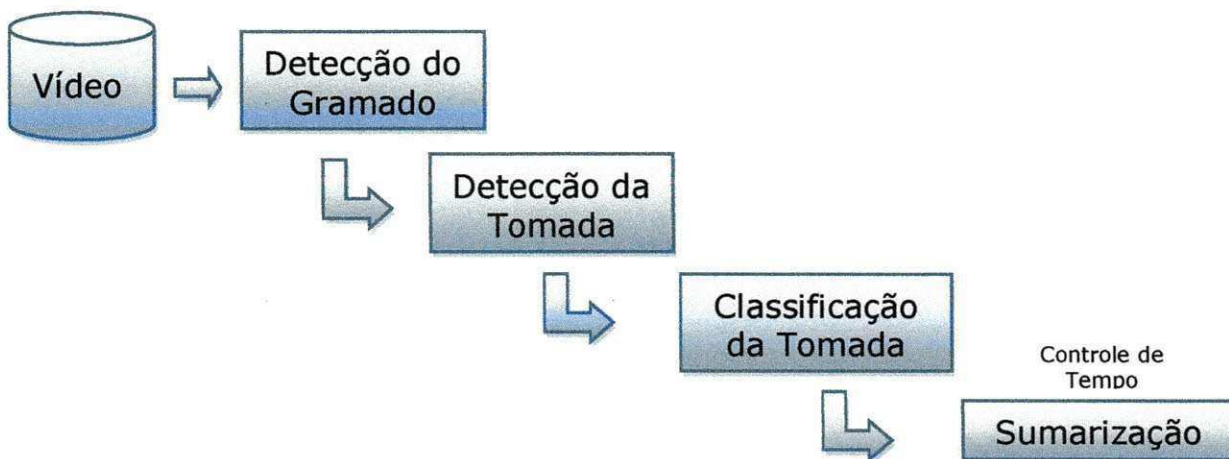 Vídeo
Detecção do
Gramado
Detecção da
Tomada
Classificação
da Tomada
Controle de
Tempo
Sumarização